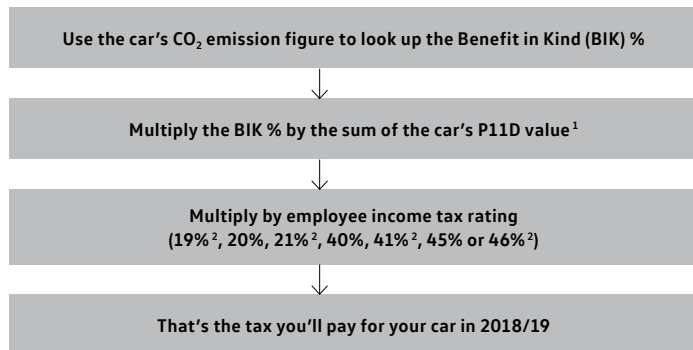 Use the car's CO₂ emission figure to look up the Benefit in Kind (BIK) %
Multiply the BIK % by the sum of the car's P11D value¹
Multiply by employee income tax rating
(19%², 20%, 21%², 40%, 41%², 45% or 46%²)
That's the tax you'll pay for your car in 2018/19